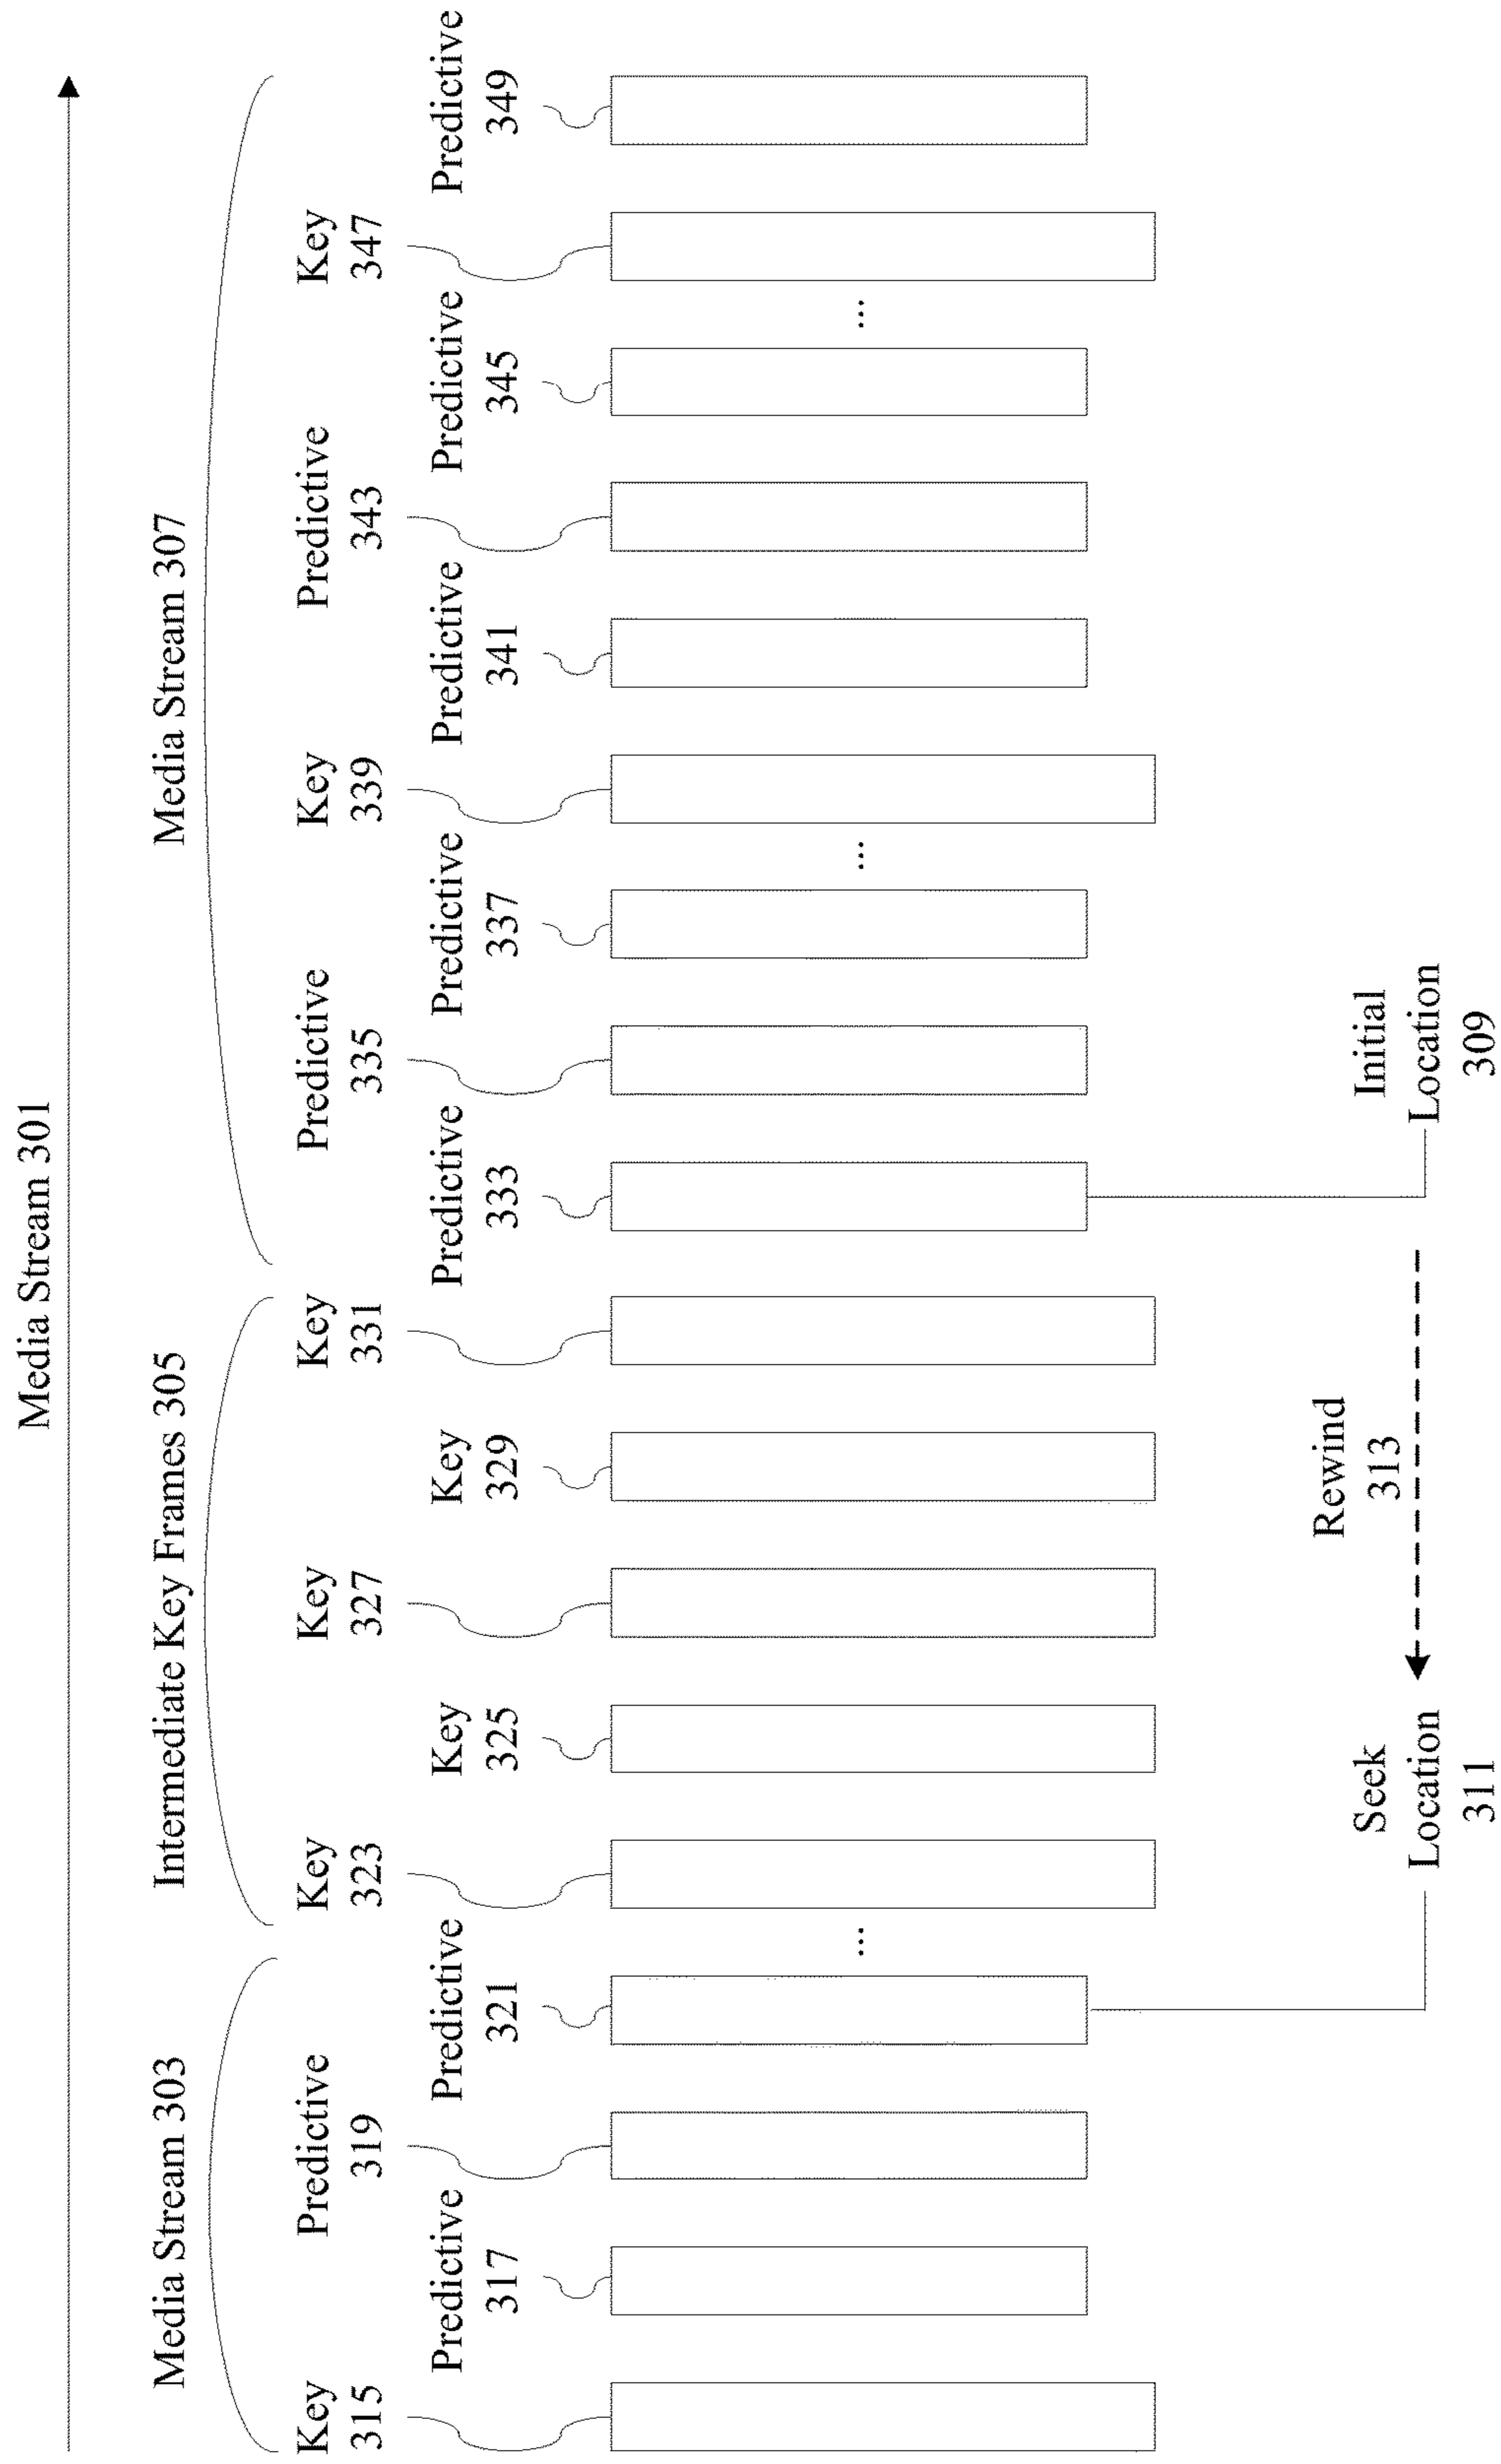 Media Stream 301
Media Stream 303
Intermediate Key Frames 305
Media Stream 307
Key
315
Predictive
317
Predictive
319
Predictive
321
...
Key
323
Key
325
Key
327
Key
329
Key
331
Predictive
333
Predictive
335
Predictive
337
...
Key
339
Predictive
341
Predictive
343
Predictive
345
...
Key
347
Predictive
349
Seek
Location
311
Rewind
313
Initial
Location
309